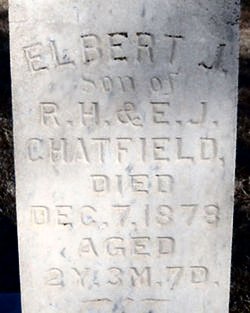 ELBERT J.
son of
R.H. & E.J.
CHATFIELD,
DIED
DEC. 7, 1878
AGED
2Y. 3M. 7D.